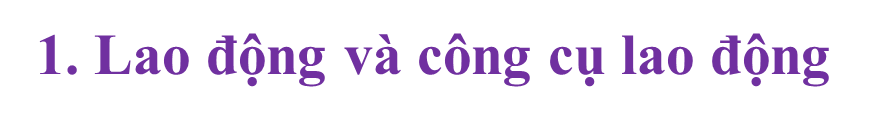 1. Lao động và công cụ lao động